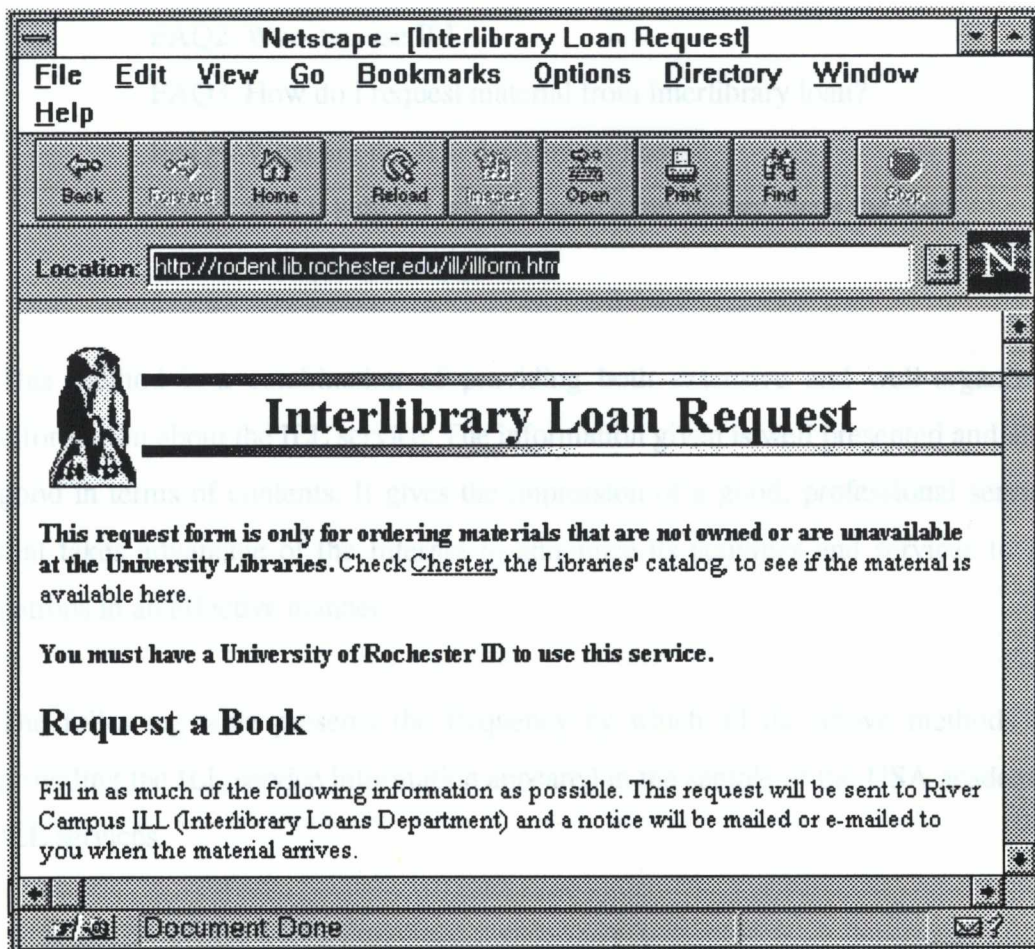 Netscape - [Interlibrary Loan Request]
File Edit View Go Bookmarks Options Directory Window
Help
Back Forward Home Reload Images Open Print Find Stop
Location: http://rodent.lib.rochester.edu/ill/illform.htm
N
Interlibrary Loan Request
This request form is only for ordering materials that are not owned or are unavailable
at the University Libraries. Check Chester, the Libraries' catalog, to see if the material is
available here.
You must have a University of Rochester ID to use this service.
Request a Book
Fill in as much of the following information as possible. This request will be sent to River
Campus ILL (Interlibrary Loans Department) and a notice will be mailed or e-mailed to
you when the material arrives.
Document Done
?